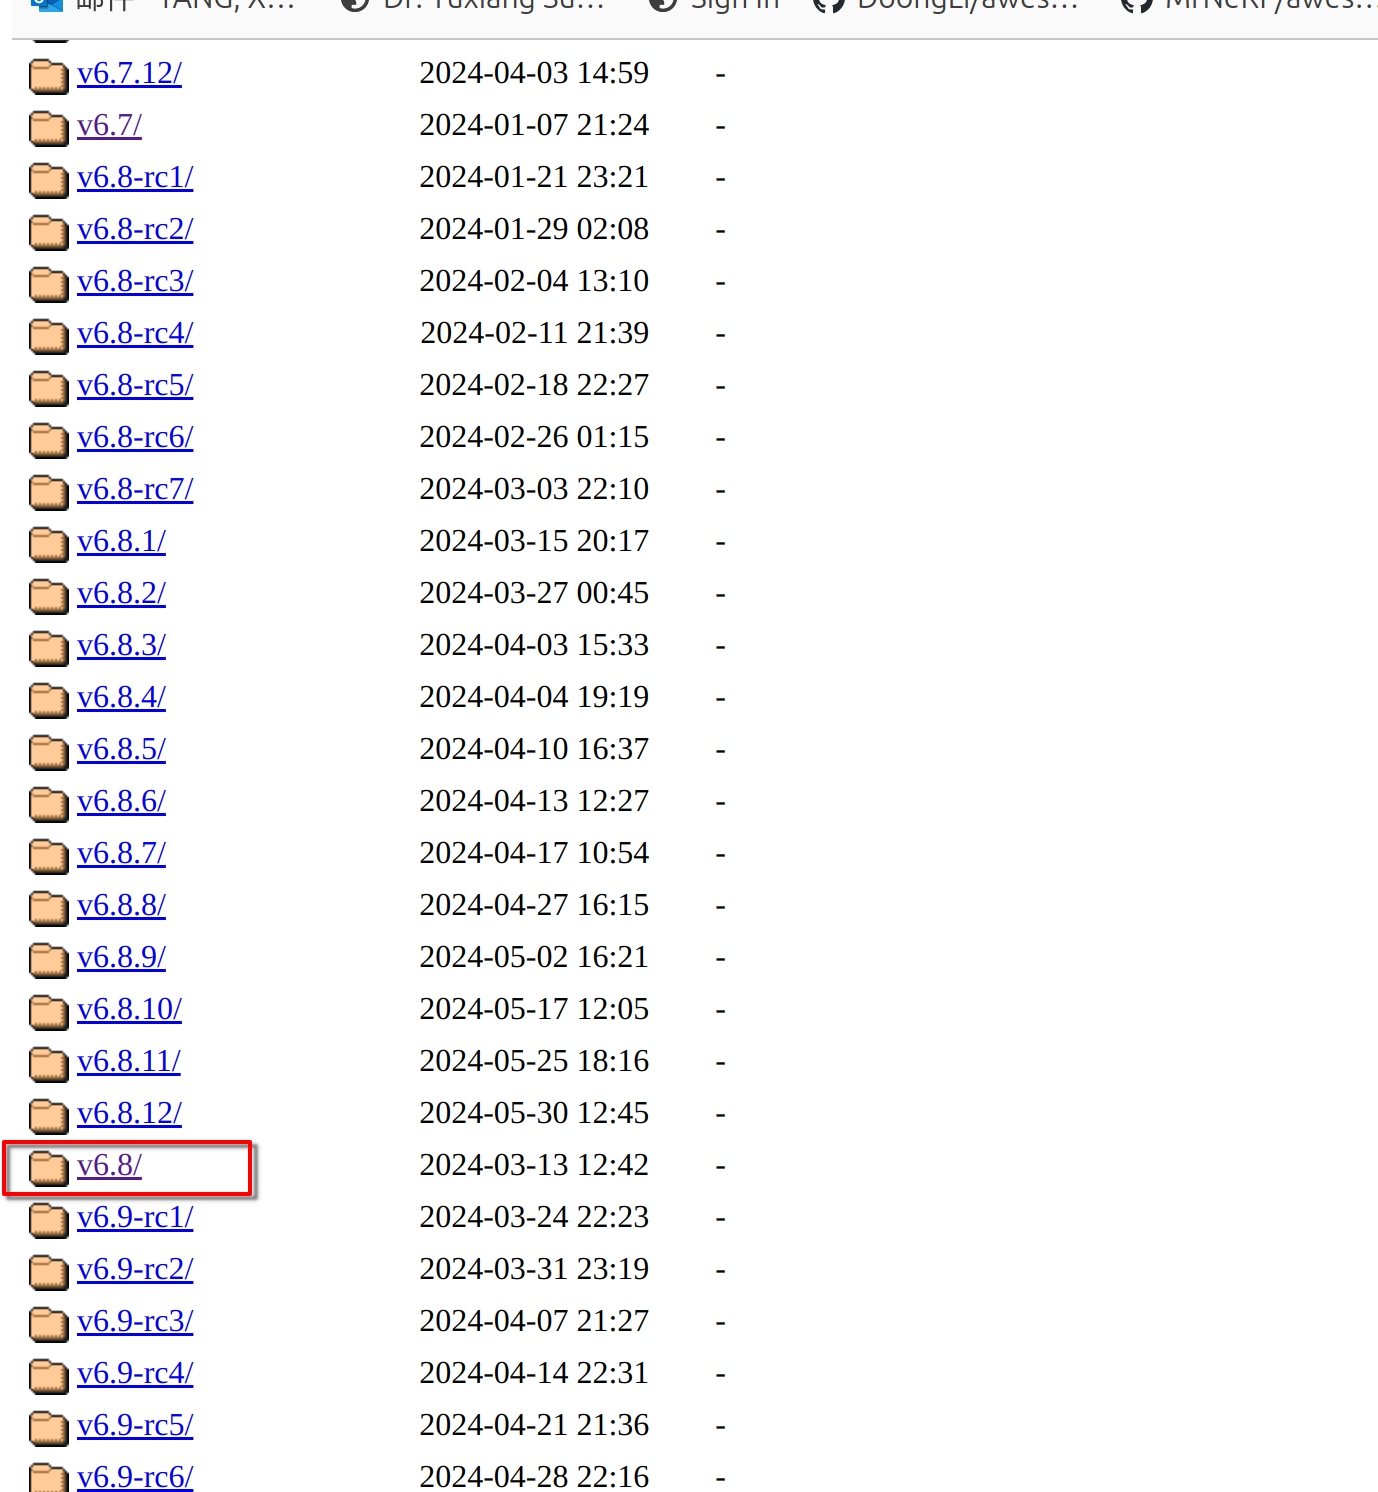 邮件 YANG, X... Dr. Yuxiang Su... Sign in DoongLi/awes... MrNeRF/awes...
v6.7.12/ 2024-04-03 14:59 -
v6.7/ 2024-01-07 21:24 -
v6.8-rc1/ 2024-01-21 23:21 -
v6.8-rc2/ 2024-01-29 02:08 -
v6.8-rc3/ 2024-02-04 13:10 -
v6.8-rc4/ 2024-02-11 21:39 -
v6.8-rc5/ 2024-02-18 22:27 -
v6.8-rc6/ 2024-02-26 01:15 -
v6.8-rc7/ 2024-03-03 22:10 -
v6.8.1/ 2024-03-15 20:17 -
v6.8.2/ 2024-03-27 00:45 -
v6.8.3/ 2024-04-03 15:33 -
v6.8.4/ 2024-04-04 19:19 -
v6.8.5/ 2024-04-10 16:37 -
v6.8.6/ 2024-04-13 12:27 -
v6.8.7/ 2024-04-17 10:54 -
v6.8.8/ 2024-04-27 16:15 -
v6.8.9/ 2024-05-02 16:21 -
v6.8.10/ 2024-05-17 12:05 -
v6.8.11/ 2024-05-25 18:16 -
v6.8.12/ 2024-05-30 12:45 -
v6.8/ 2024-03-13 12:42 -
v6.9-rc1/ 2024-03-24 22:23 -
v6.9-rc2/ 2024-03-31 23:19 -
v6.9-rc3/ 2024-04-07 21:27 -
v6.9-rc4/ 2024-04-14 22:31 -
v6.9-rc5/ 2024-04-21 21:36 -
v6.9-rc6/ 2024-04-28 22:16 -